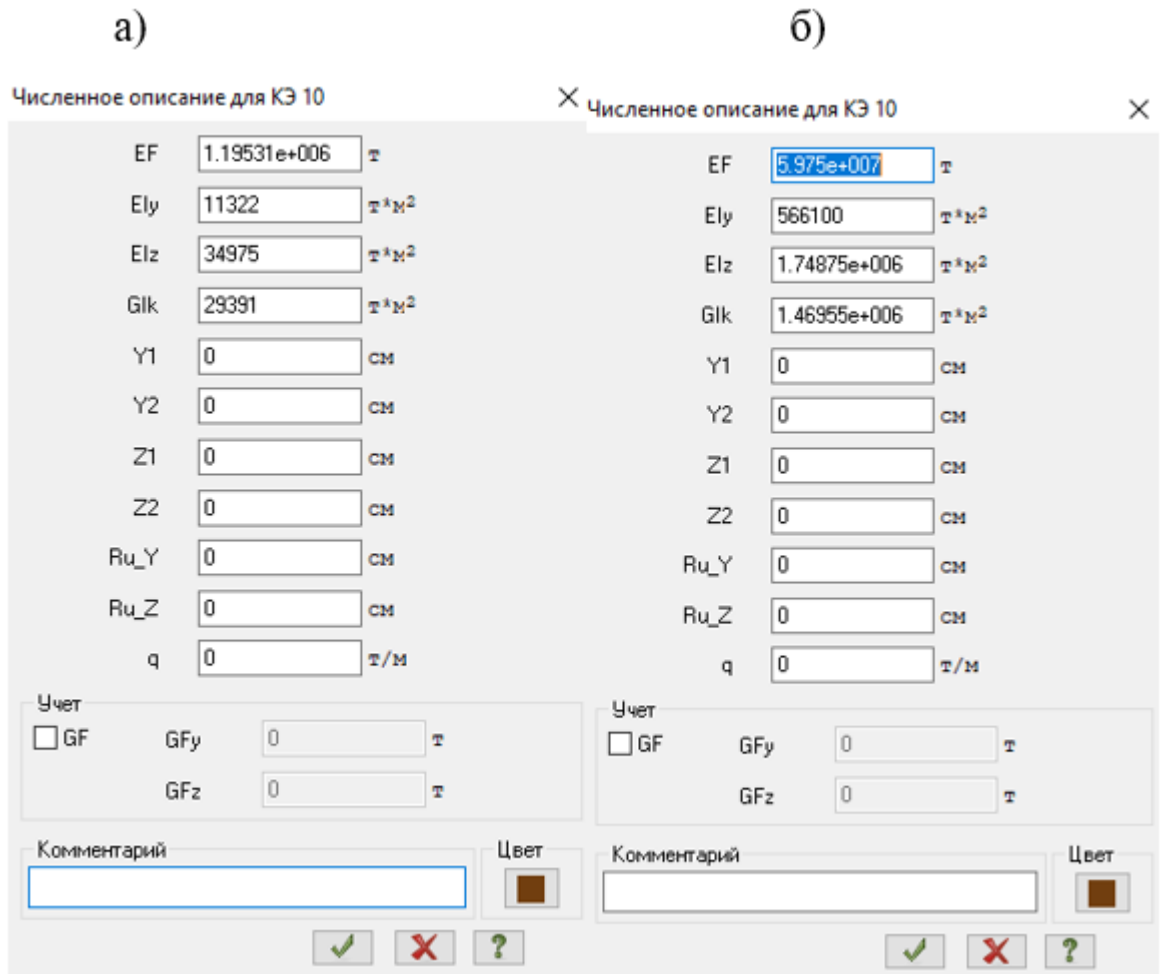 а)
Численное описание для КЭ 10
EF 1.19531e+006 т
EIy 11322 т*м²
EIz 34975 т*м²
GIk 29391 т*м²
Y1 0 см
Y2 0 см
Z1 0 см
Z2 0 см
Ru_Y 0 см
Ru_Z 0 см
q 0 т/м
Учет
GF GFy 0 т
GFz 0 т
Комментарий Цвет
б)
Численное описание для КЭ 10
EF 5.975e+007 т
EIy 566100 т*м²
EIz 1.74875e+006 т*м²
GIk 1.46955e+006 т*м²
Y1 0 см
Y2 0 см
Z1 0 см
Z2 0 см
Ru_Y 0 см
Ru_Z 0 см
q 0 т/м
Учет
GF GFy 0 т
GFz 0 т
Комментарий Цвет